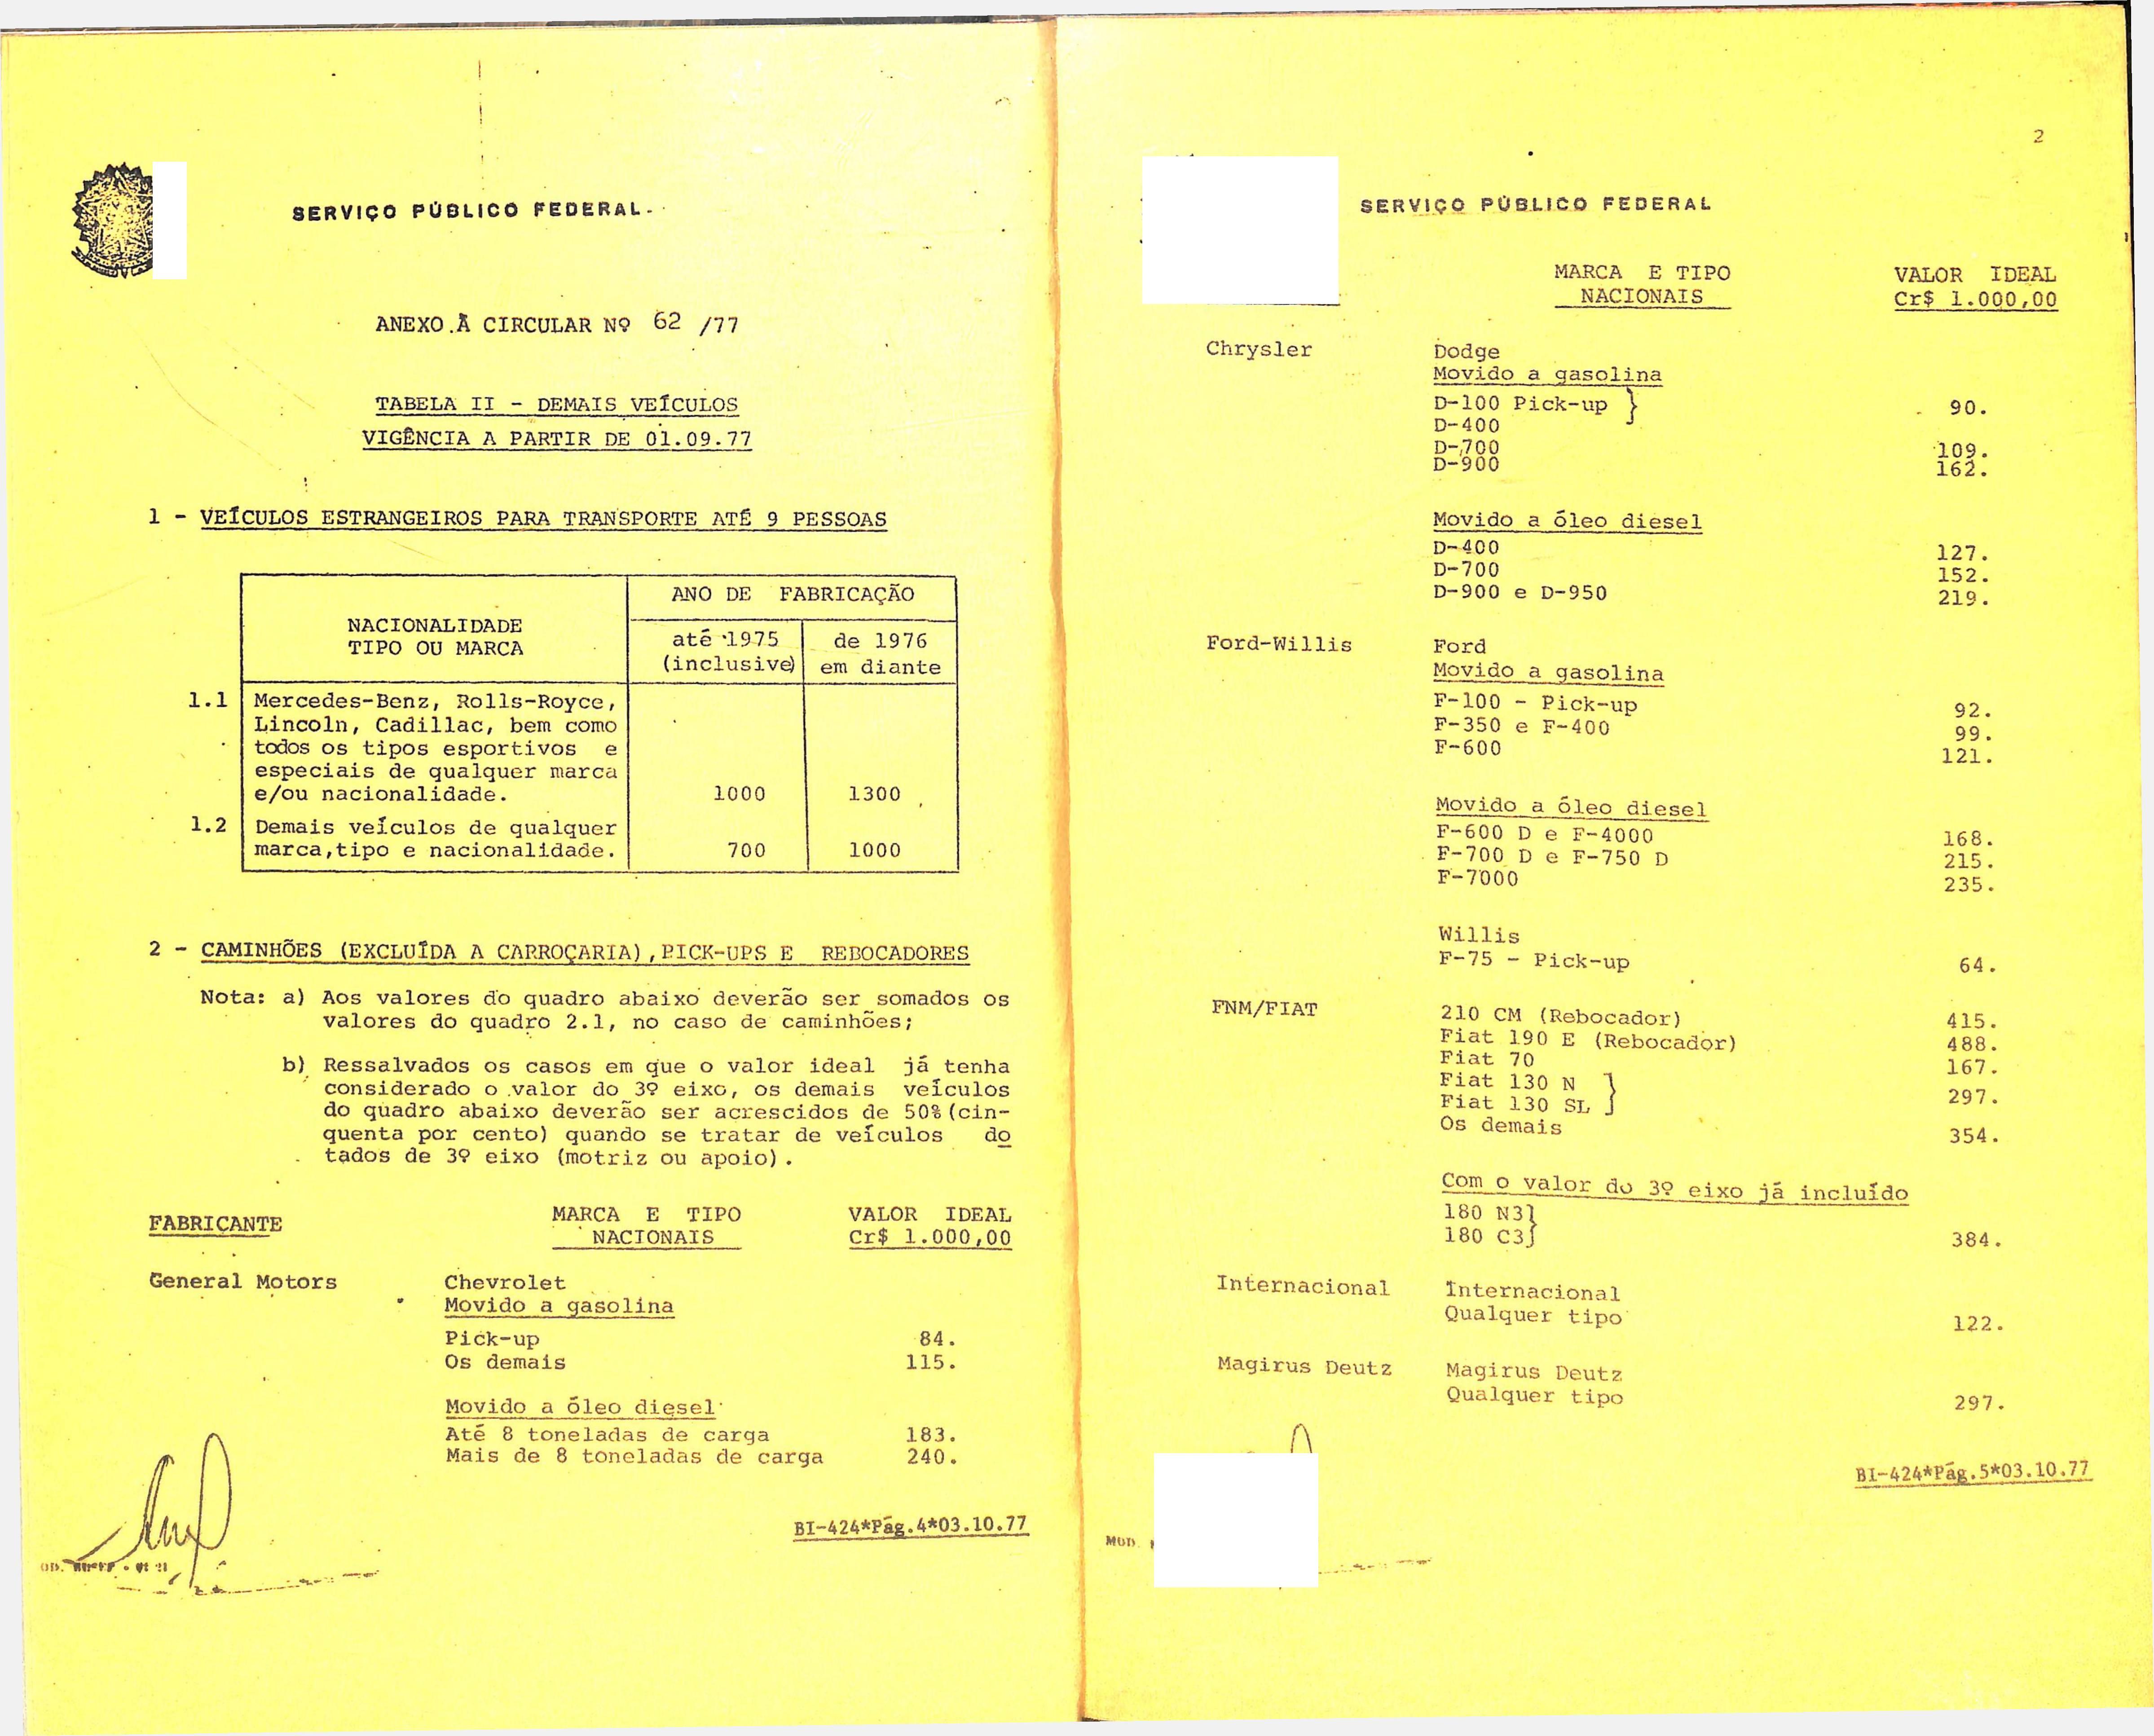 SERVIÇO PÚBLICO FEDERAL
ANEXO À CIRCULAR Nº 62 /77
TABELA II - DEMAIS VEÍCULOS
VIGÊNCIA A PARTIR DE 01.09.77
1 - VEÍCULOS ESTRANGEIROS PARA TRANSPORTE ATÉ 9 PESSOAS
NACIONALIDADE
TIPO OU MARCA
ANO DE FABRICAÇÃO
até 1975
(inclusive)
de 1976
em diante
1.1 Mercedes-Benz, Rolls-Royce,
Lincoln, Cadillac, bem como
todos os tipos esportivos e
especiais de qualquer marca
e/ou nacionalidade. 1000 1300
1.2 Demais veículos de qualquer
marca,tipo e nacionalidade. 700 1000
2 - CAMINHÕES (EXCLUÍDA A CARROÇARIA),PICK-UPS E REBOCADORES
Nota: a) Aos valores do quadro abaixo deverão ser somados os
valores do quadro 2.1, no caso de caminhões;
b) Ressalvados os casos em que o valor ideal já tenha
considerado o valor do 3º eixo, os demais veículos
do quadro abaixo deverão ser acrescidos de 50% (cin-
quenta por cento) quando se tratar de veículos do
tados de 3º eixo (motriz ou apoio).
FABRICANTE
MARCA E TIPO
NACIONAIS
VALOR IDEAL
Cr$ 1.000,00
General Motors Chevrolet
Movido a gasolina
Pick-up 84.
Os demais 115.
Movido a óleo diesel
Até 8 toneladas de carga 183.
Mais de 8 toneladas de carga 240.
BI-424*Pág.4*03.10.77
2
SERVIÇO PÚBLICO FEDERAL
MARCA E TIPO
NACIONAIS
VALOR IDEAL
Cr$ 1.000,00
Chrysler Dodge
Movido a gasolina
D-100 Pick-up } 90.
D-400
D-700 109.
D-900 162.
Movido a óleo diesel
D-400 127.
D-700 152.
D-900 e D-950 219.
Ford-Willis Ford
Movido a gasolina
F-100 - Pick-up 92.
F-350 e F-400 99.
F-600 121.
Movido a óleo diesel
F-600 D e F-4000 168.
F-700 D e F-750 D 215.
F-7000 235.
Willis
F-75 - Pick-up 64.
FNM/FIAT 210 CM (Rebocador) 415.
Fiat 190 E (Rebocador) 488.
Fiat 70 167.
Fiat 130 N }
Fiat 130 SL 297.
Os demais 354.
Com o valor do 3º eixo já incluído
180 N3}
180 C3 384.
Internacional Internacional
Qualquer tipo 122.
Magirus Deutz Magirus Deutz
Qualquer tipo 297.
BI-424*Pág.5*03.10.77
MOD.